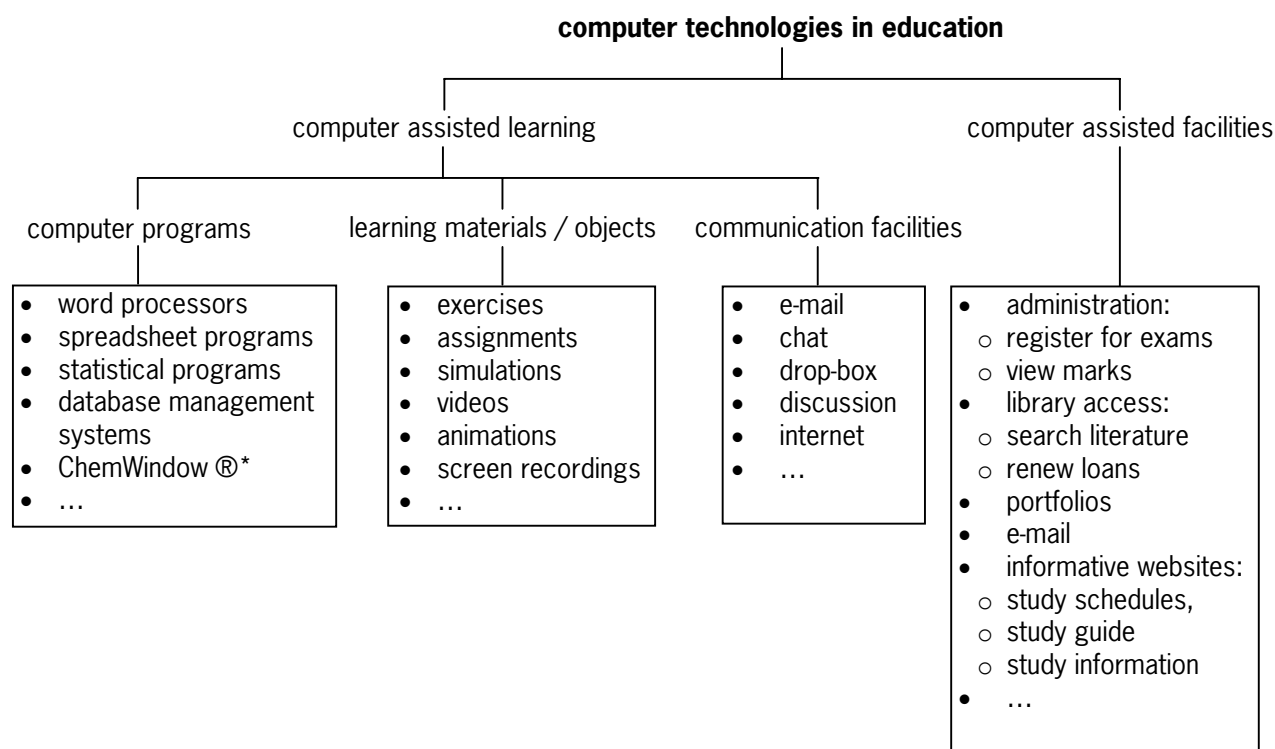 computer technologies in education
computer assisted learning
computer assisted facilities
computer programs
learning materials / objects
communication facilities
• word processors
• spreadsheet programs
• statistical programs
• database management
systems
• ChemWindow ®*
• …
• exercises
• assignments
• simulations
• videos
• animations
• screen recordings
• …
• e-mail
• chat
• drop-box
• discussion
• internet
• …
• administration:
○ register for exams
○ view marks
• library access:
○ search literature
○ renew loans
• portfolios
• e-mail
• informative websites:
○ study schedules,
○ study guide
○ study information
• …